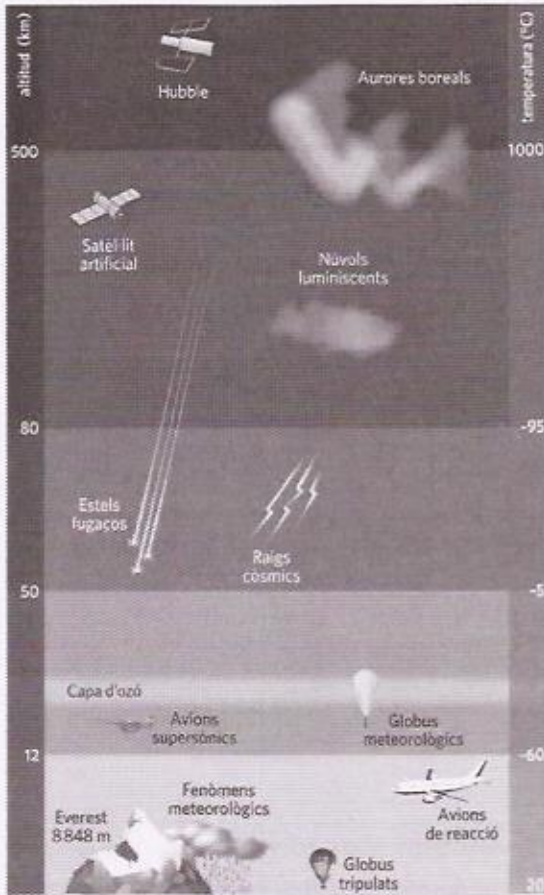 altitud (km)
temperatura (°C)
Hubble
Aurores boreals
500
1000
Satèl·lit
artificial
Núvols
luminiscents
80
-95
Estels
fugaços
Raigs
còsmics
50
-5
Capa d'ozó
Avions
supersònics
Globus
meteorològics
12
-60
Fenòmens
meteorològics
Everest
8 848 m
Avions
de reacció
Globus
tripulats
20